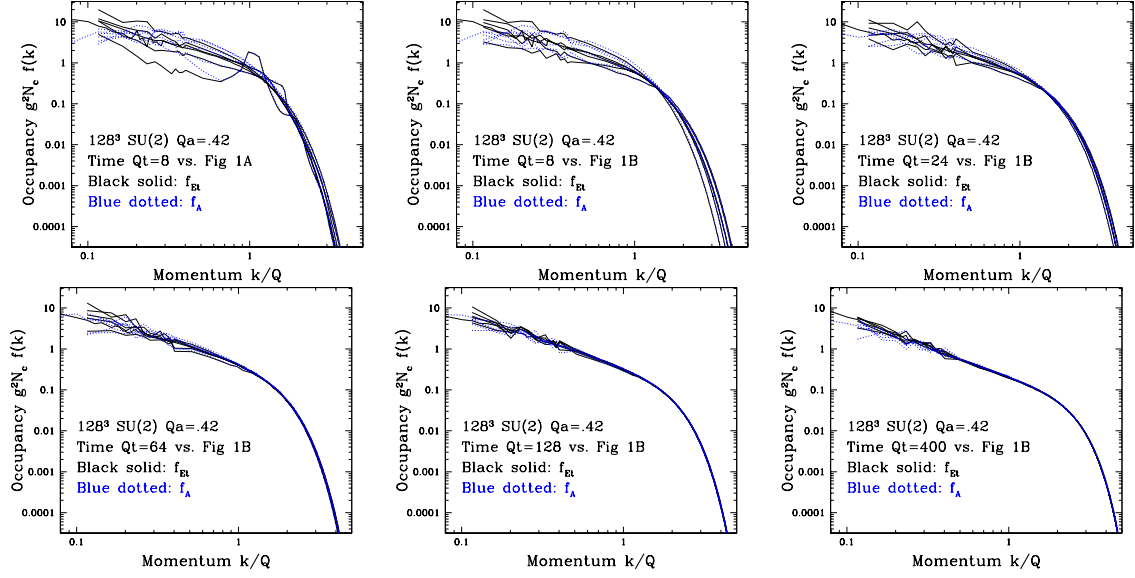 Occupancy g²N_c f(k)
10
1
0.1
0.01
0.001
0.0001
128³ SU(2) Qa=.42
Time Qt=8 vs. Fig 1A
Black solid: f_Et
Blue dotted: f_A
0.1
1
Momentum k/Q
Occupancy g²N_c f(k)
10
1
0.1
0.01
0.001
0.0001
128³ SU(2) Qa=.42
Time Qt=8 vs. Fig 1B
Black solid: f_Et
Blue dotted: f_A
0.1
1
Momentum k/Q
Occupancy g²N_c f(k)
10
1
0.1
0.01
0.001
0.0001
128³ SU(2) Qa=.42
Time Qt=24 vs. Fig 1B
Black solid: f_Et
Blue dotted: f_A
0.1
1
Momentum k/Q
Occupancy g²N_c f(k)
10
1
0.1
0.01
0.001
0.0001
128³ SU(2) Qa=.42
Time Qt=64 vs. Fig 1B
Black solid: f_Et
Blue dotted: f_A
0.1
1
Momentum k/Q
Occupancy g²N_c f(k)
10
1
0.1
0.01
0.001
0.0001
128³ SU(2) Qa=.42
Time Qt=128 vs. Fig 1B
Black solid: f_Et
Blue dotted: f_A
0.1
1
Momentum k/Q
Occupancy g²N_c f(k)
10
1
0.1
0.01
0.001
0.0001
128³ SU(2) Qa=.42
Time Qt=400 vs. Fig 1B
Black solid: f_Et
Blue dotted: f_A
0.1
1
Momentum k/Q